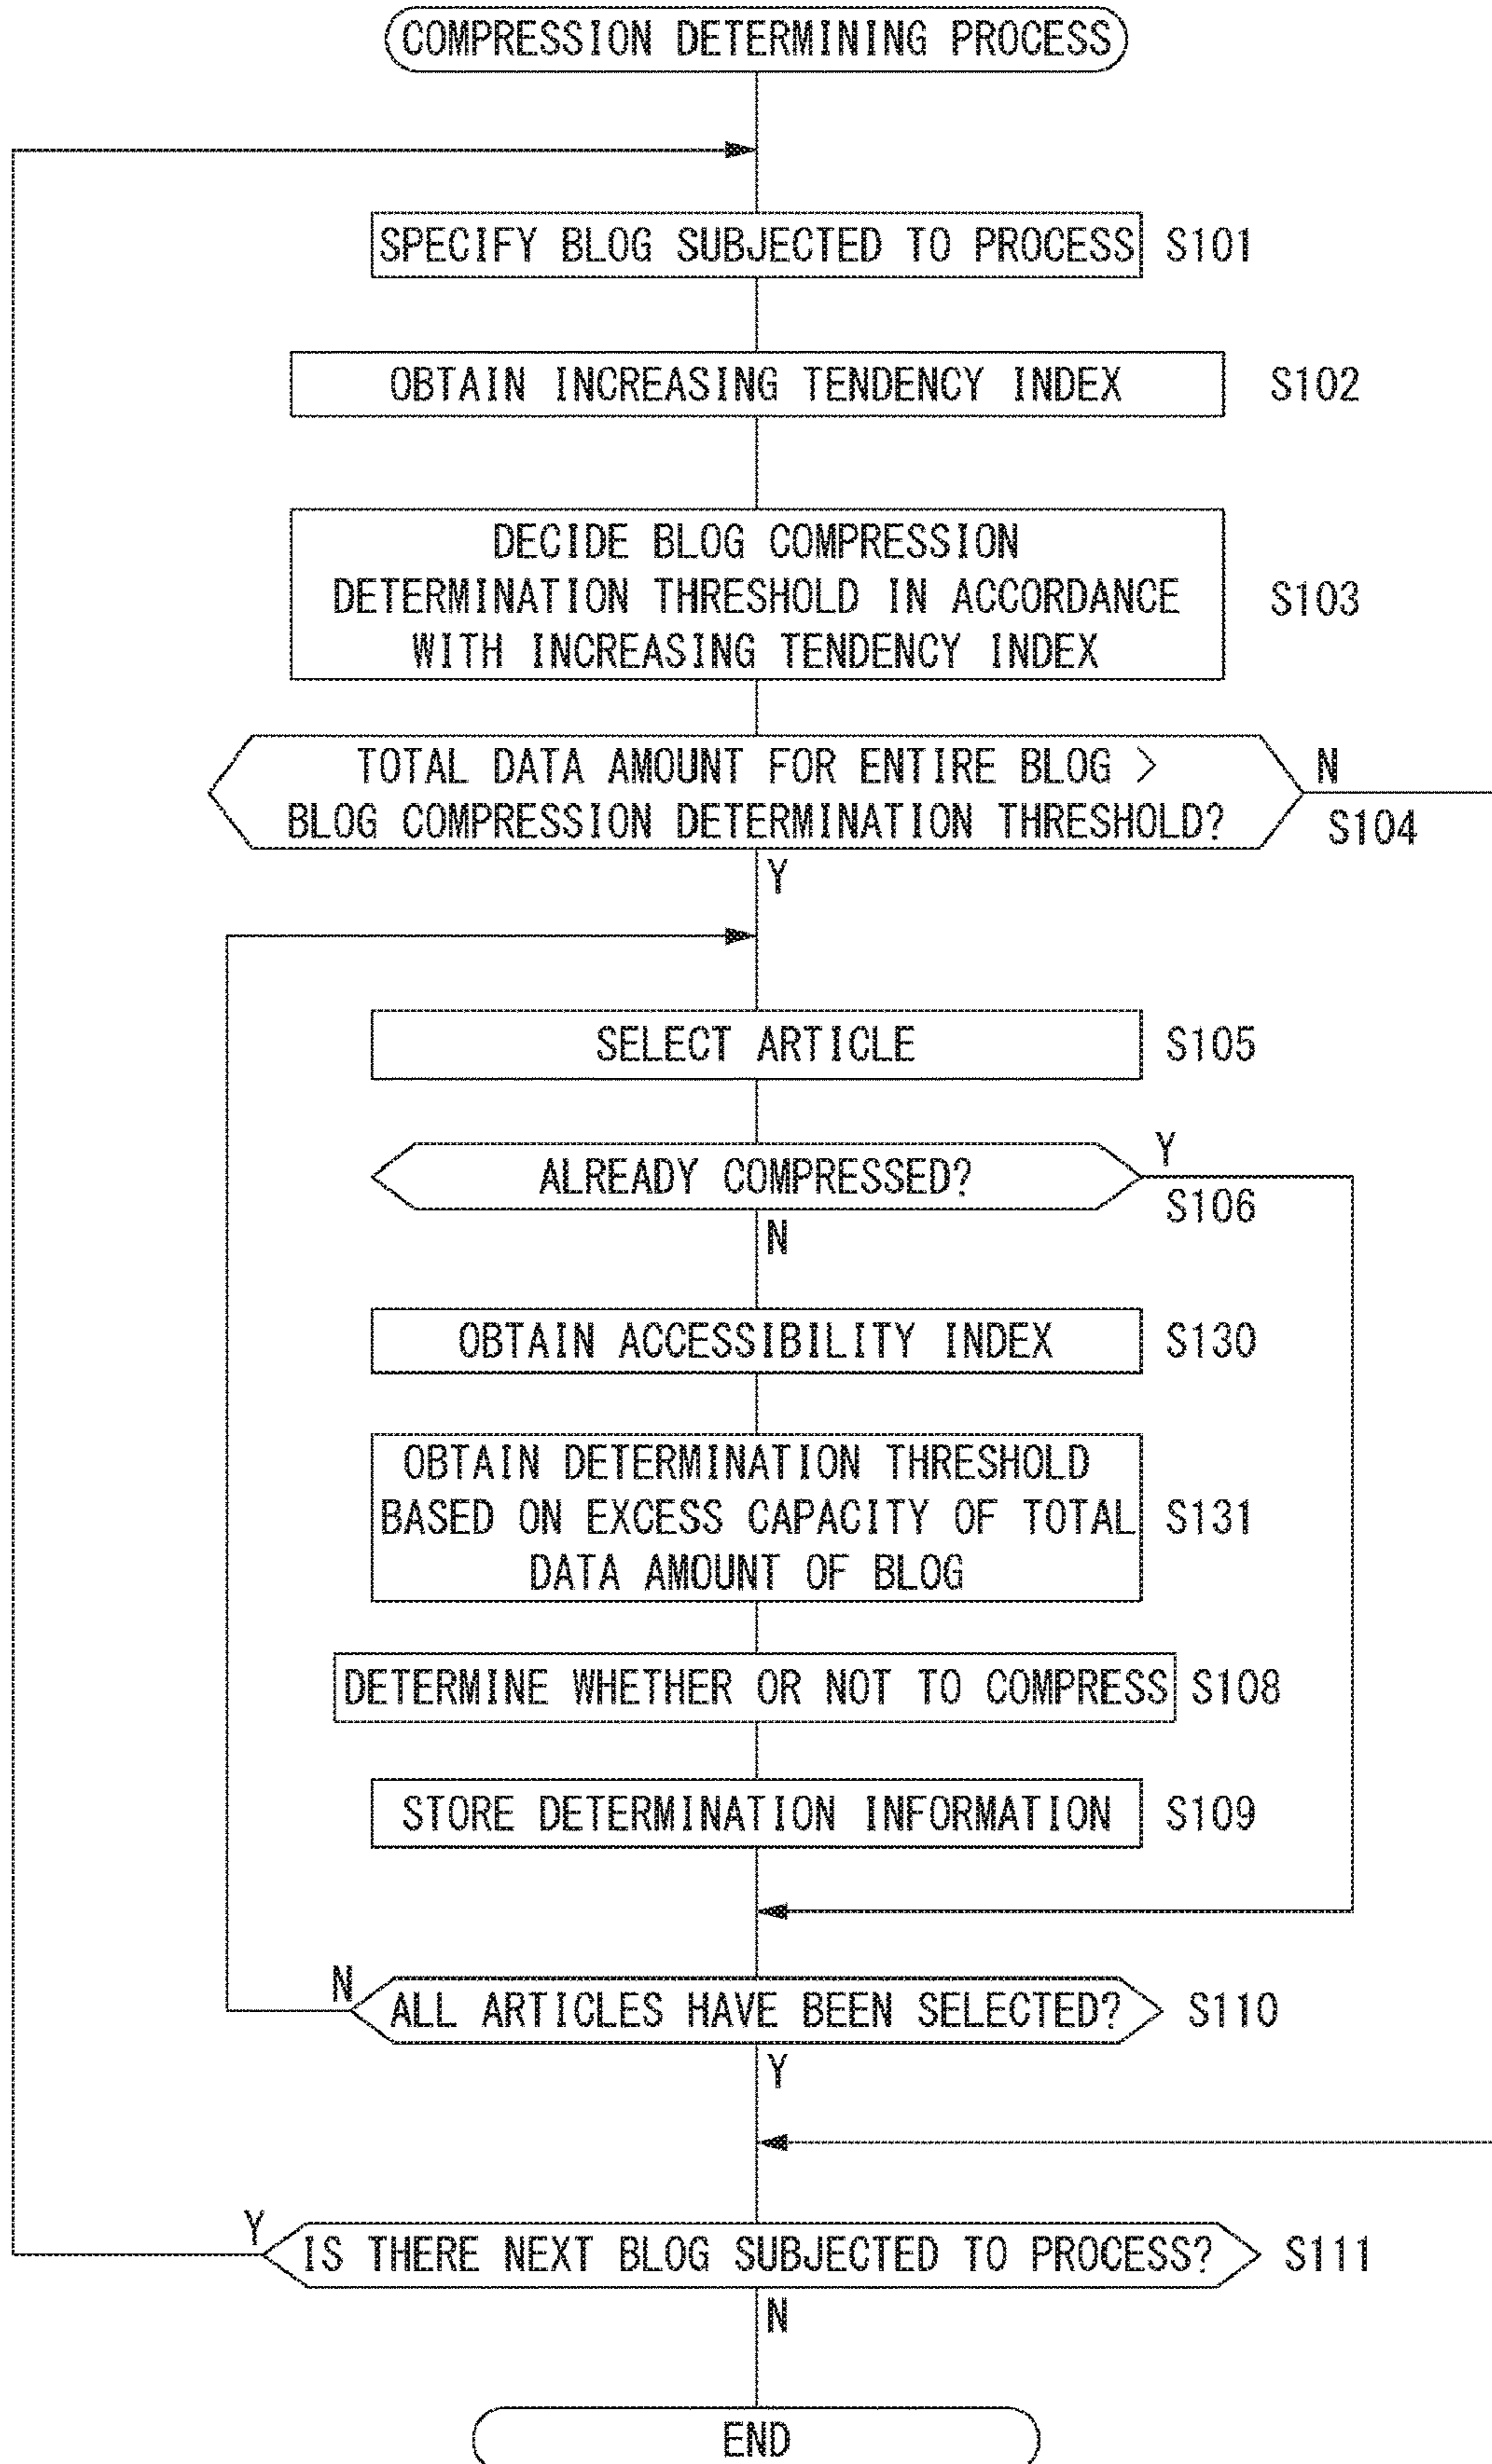 COMPRESSION DETERMINING PROCESS
SPECIFY BLOG SUBJECTED TO PROCESS S101
OBTAIN INCREASING TENDENCY INDEX S102
DECIDE BLOG COMPRESSION
DETERMINATION THRESHOLD IN ACCORDANCE S103
WITH INCREASING TENDENCY INDEX
TOTAL DATA AMOUNT FOR ENTIRE BLOG > N
BLOG COMPRESSION DETERMINATION THRESHOLD? S104
Y
SELECT ARTICLE S105
Y
ALREADY COMPRESSED? S106
N
OBTAIN ACCESSIBILITY INDEX S130
OBTAIN DETERMINATION THRESHOLD
BASED ON EXCESS CAPACITY OF TOTAL S131
DATA AMOUNT OF BLOG
DETERMINE WHETHER OR NOT TO COMPRESS S108
STORE DETERMINATION INFORMATION S109
N
ALL ARTICLES HAVE BEEN SELECTED? S110
Y
Y
IS THERE NEXT BLOG SUBJECTED TO PROCESS? S111
N
END